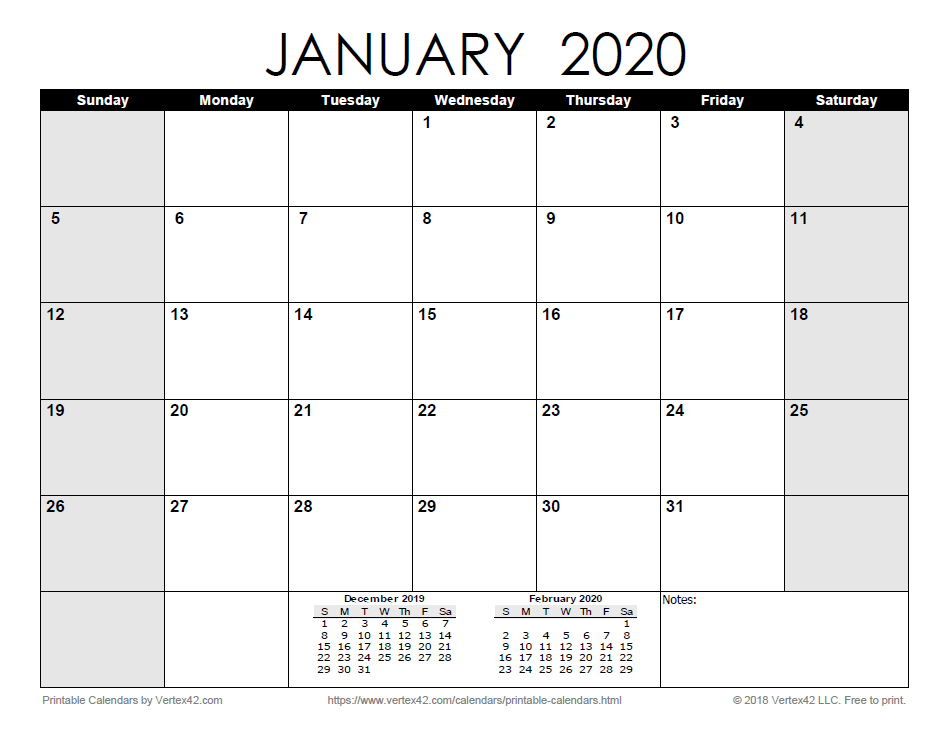 JANUARY 2020
Sunday Monday Tuesday Wednesday Thursday Friday Saturday
1 2 3 4
5 6 7 8 9 10 11
12 13 14 15 16 17 18
19 20 21 22 23 24 25
26 27 28 29 30 31
December 2019
S M T W Th F Sa
1 2 3 4 5 6 7
8 9 10 11 12 13 14
15 16 17 18 19 20 21
22 23 24 25 26 27 28
29 30 31
February 2020
S M T W Th F Sa
1
2 3 4 5 6 7 8
9 10 11 12 13 14 15
16 17 18 19 20 21 22
23 24 25 26 27 28 29
Notes:
Printable Calendars by Vertex42.com https://www.vertex42.com/calendars/printable-calendars.html © 2018 Vertex42 LLC. Free to print.